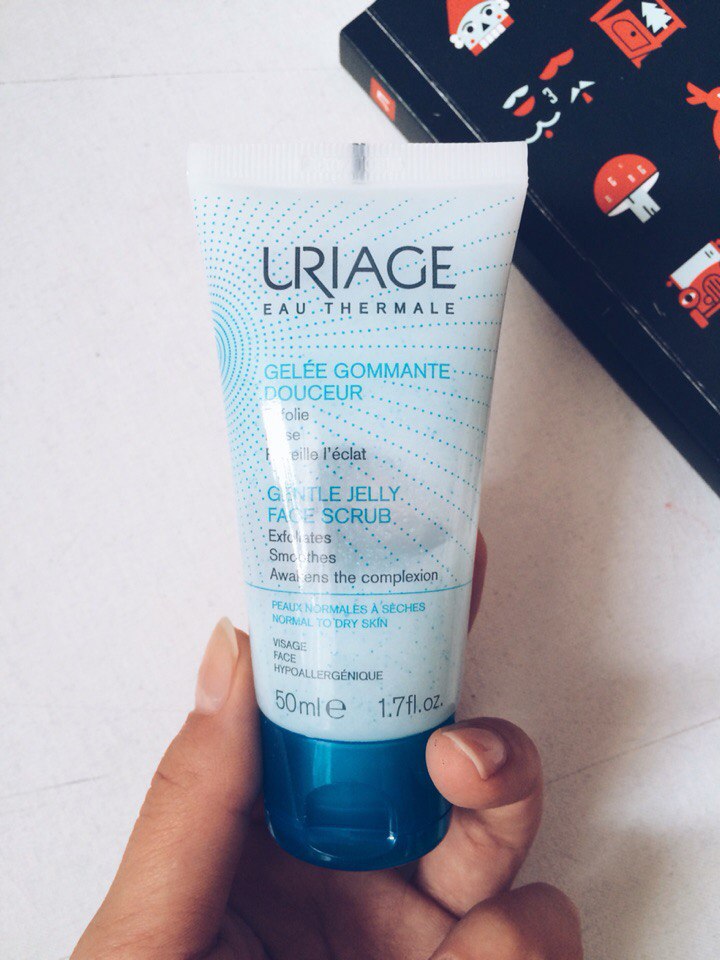 URIAGE
EAU THERMALE
GELÉE GOMMANTE
DOUCEUR
l'éclat
GENTLE JELLY
FACE SCRUB
Exfoliates
Smoothes
Awakens the complexion
PEAUX NORMALES À SÈCHES
NORMAL TO DRY SKIN
VISAGE
FACE
HYPOALLERGÉNIQUE
50ml e 1.7fl.oz.